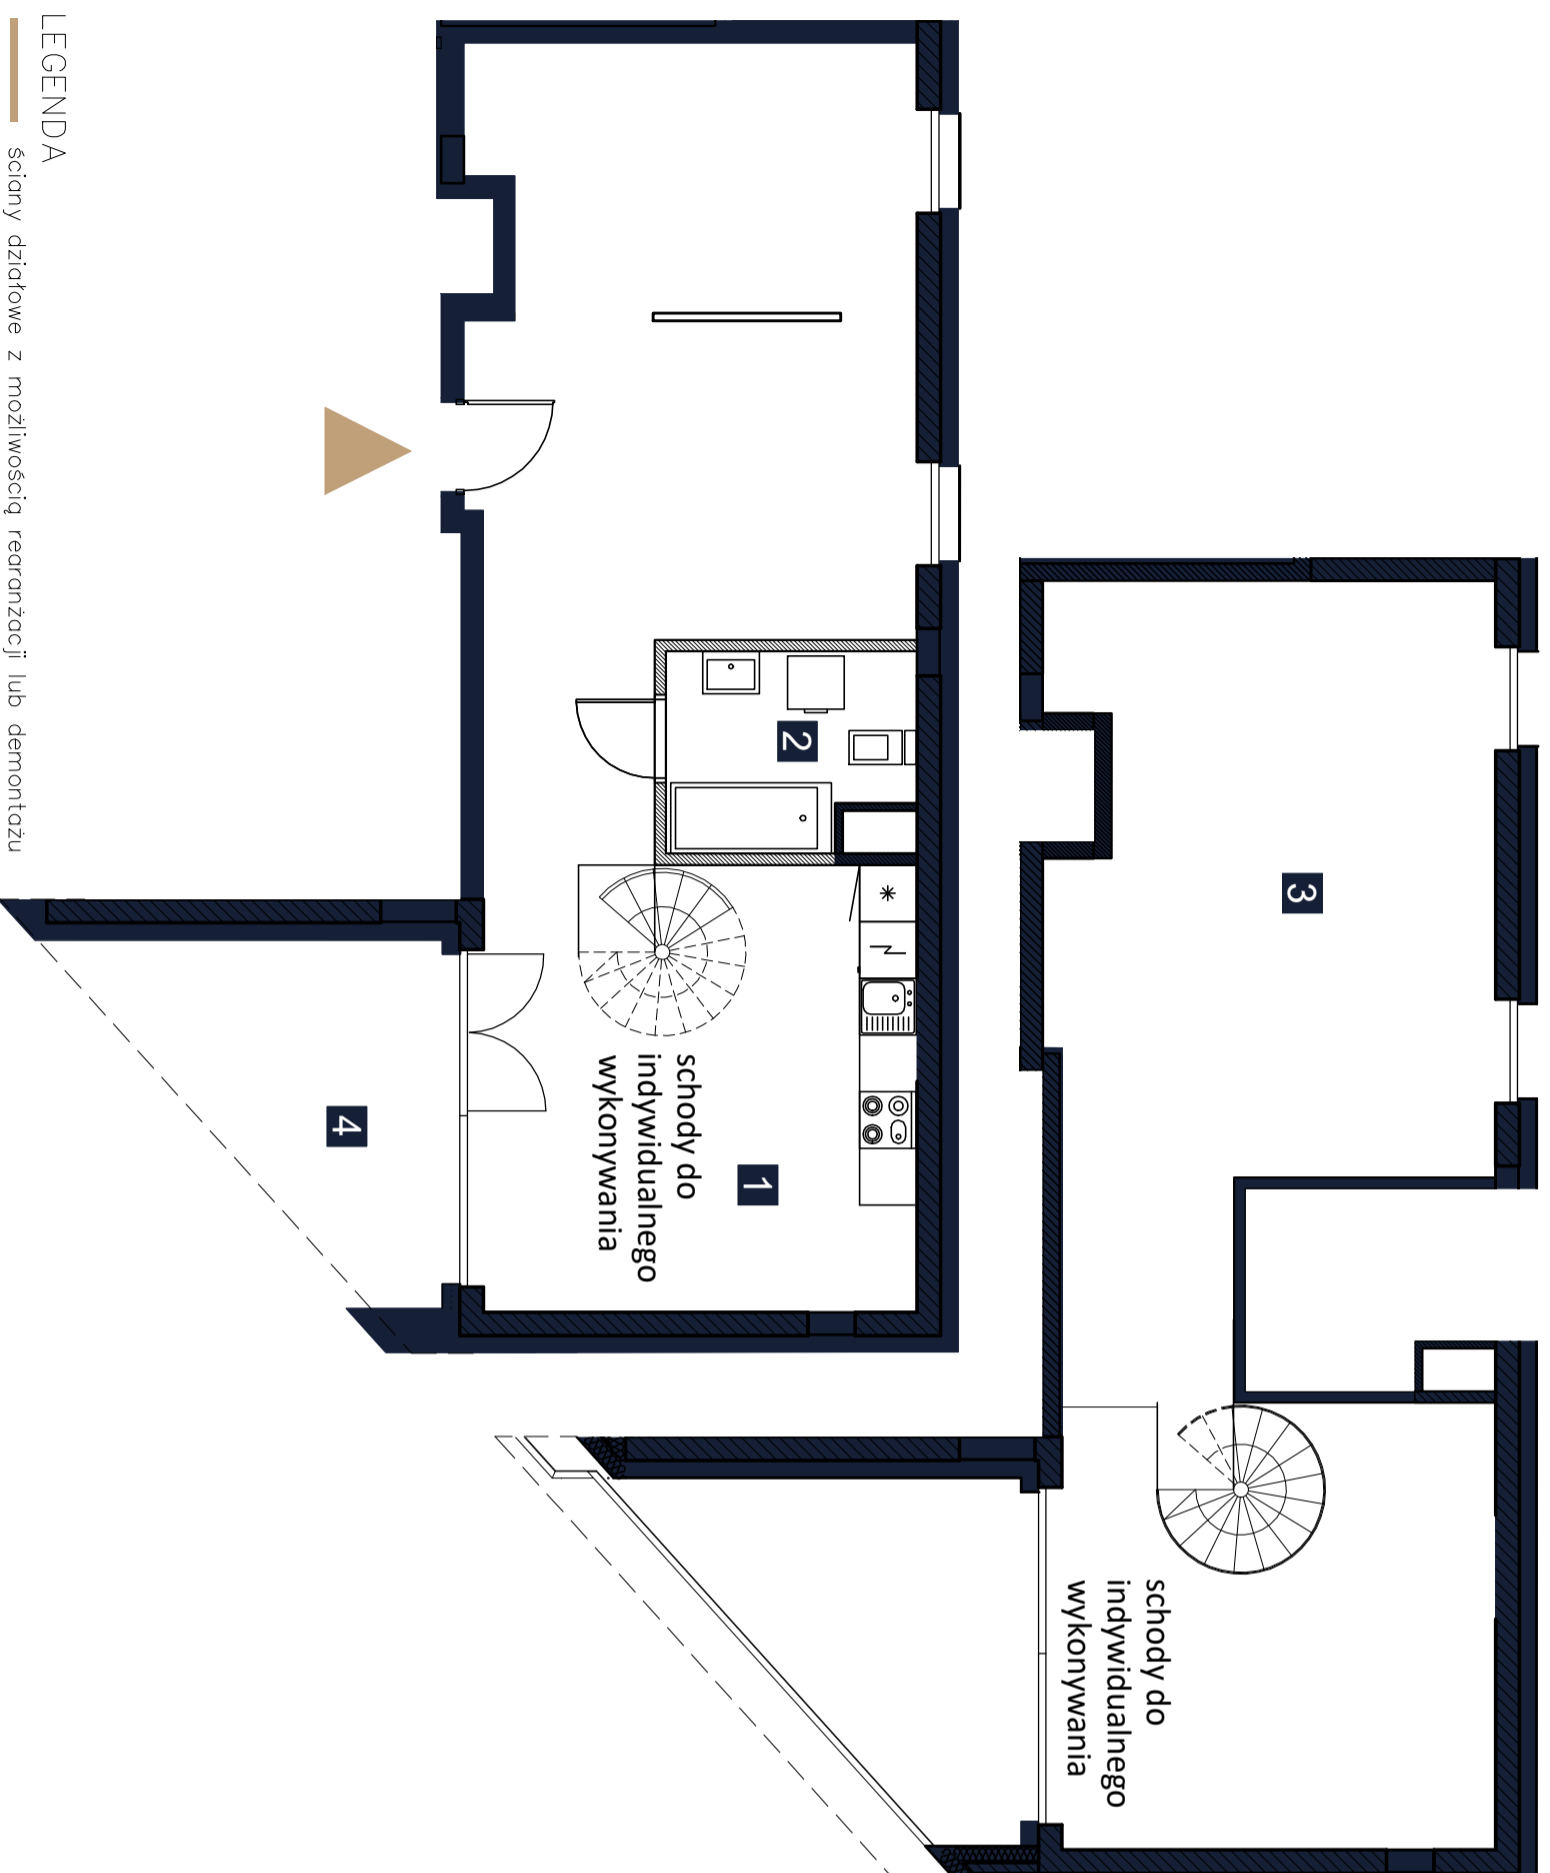 3
schody do
indywidualnego
wykonywania
2
1
schody do
indywidualnego
wykonywania
4
LEGENDA
ściany działowe z możliwością rearanżacji lub demontażu